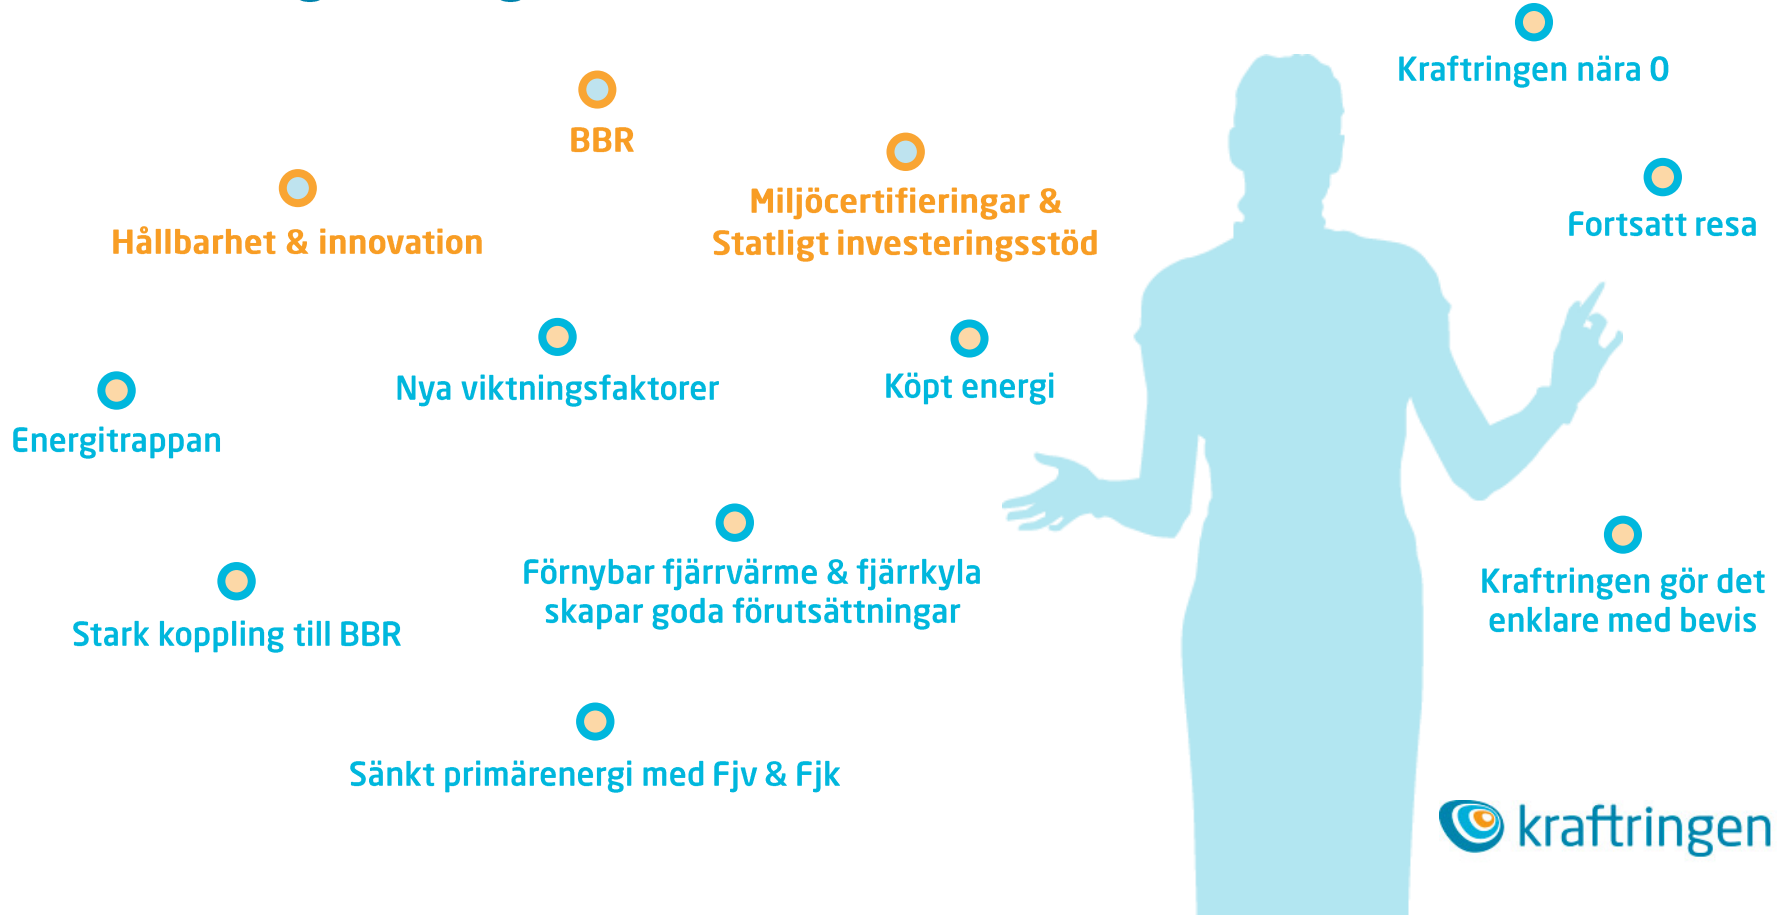 Kraftringen nära 0
BBR
Miljöcertifieringar &
Statligt investeringsstöd
Hållbarhet & innovation
Fortsatt resa
Nya viktningsfaktorer
Köpt energi
Energitrappan
Förnybar fjärrvärme & fjärrkyla
skapar goda förutsättningar
Stark koppling till BBR
Kraftringen gör det
enklare med bevis
Sänkt primärenergi med Fjv & Fjk
kraftringen